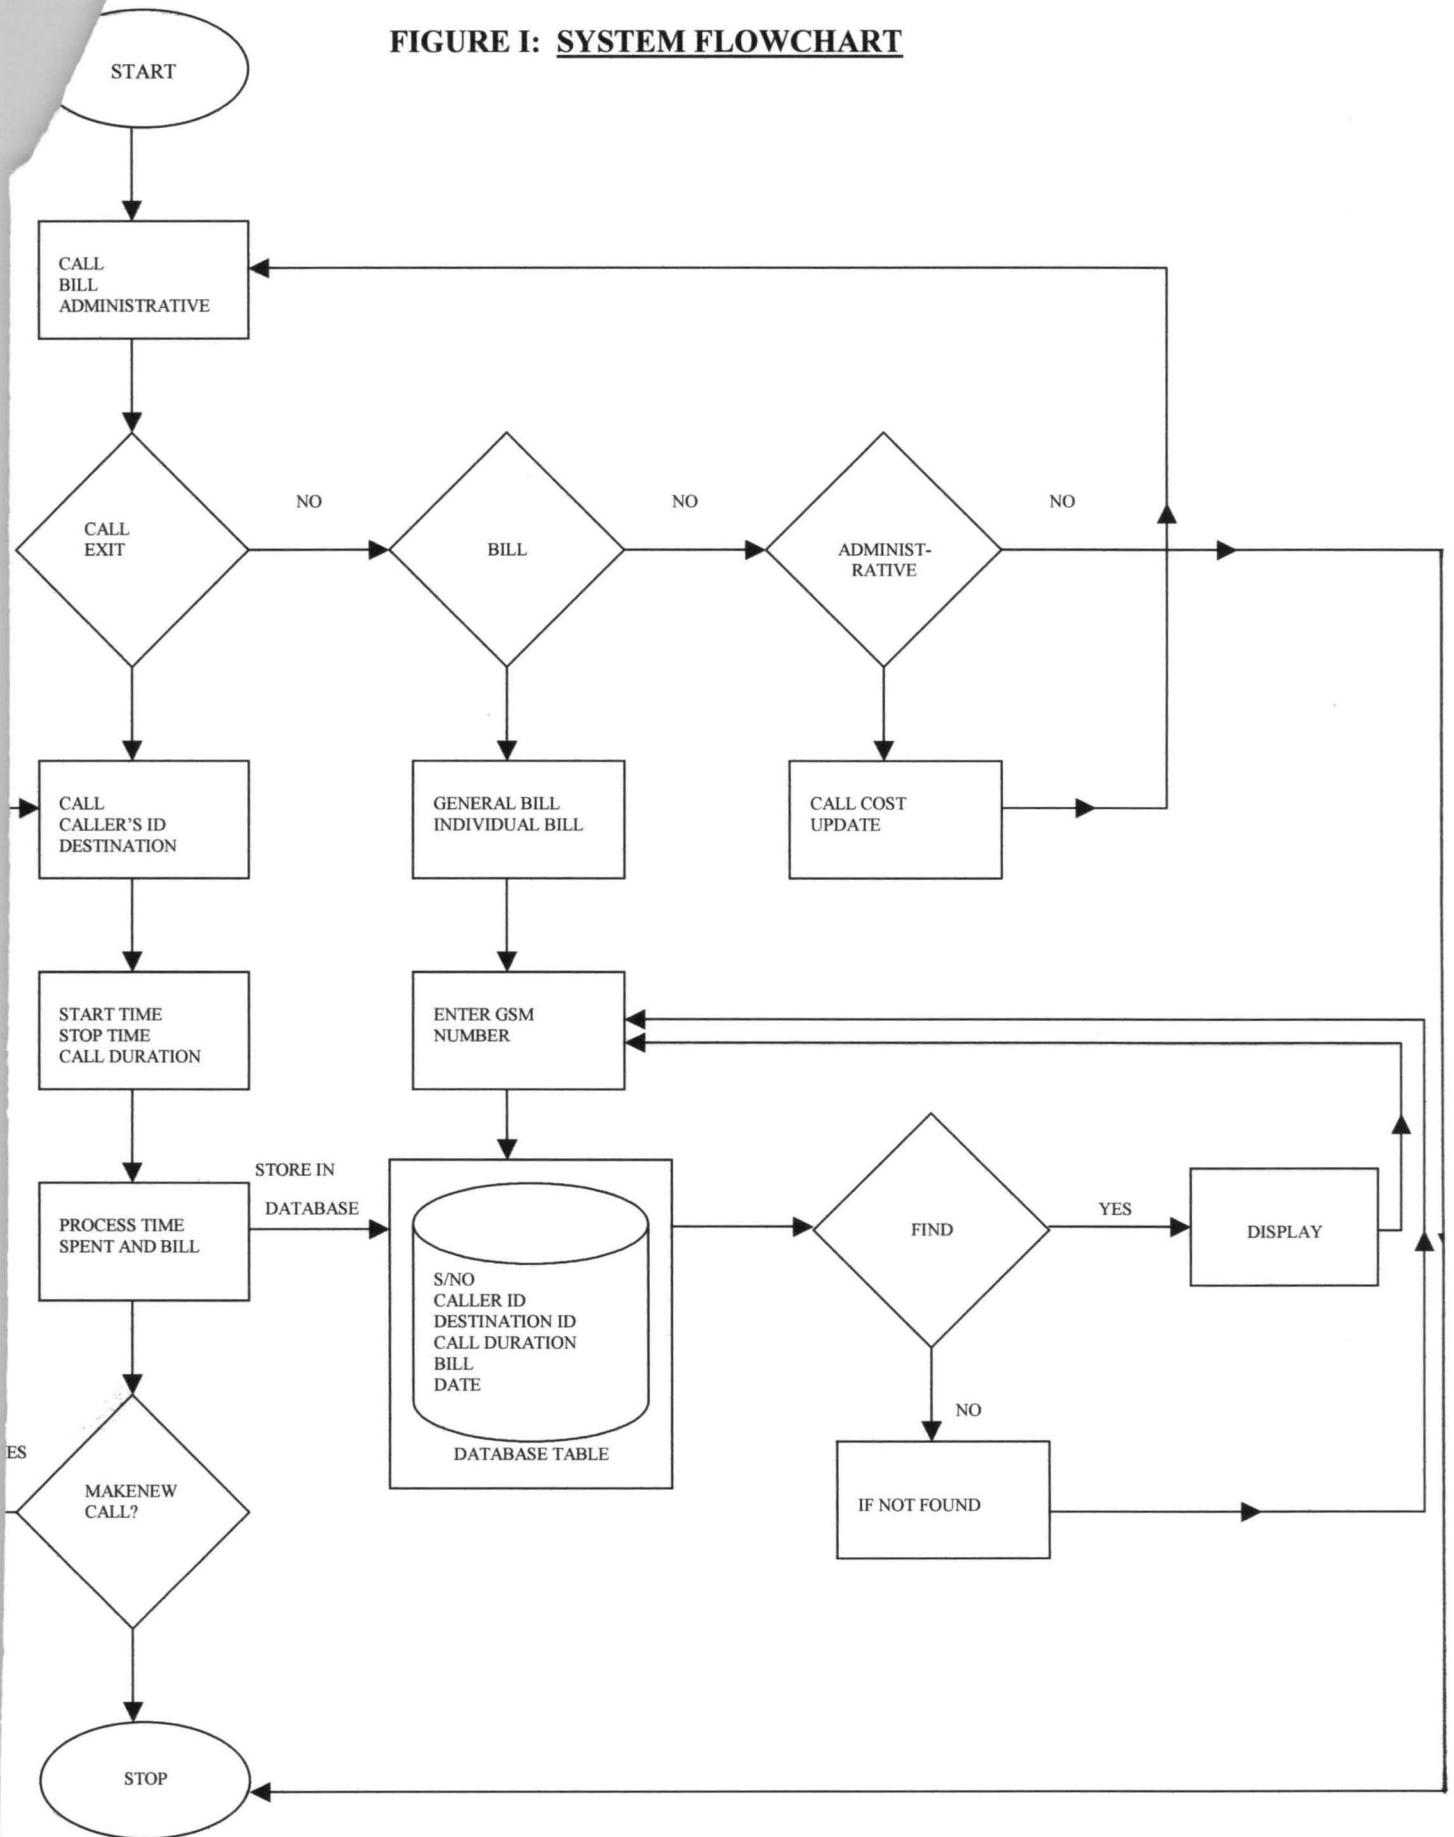 FIGURE I: SYSTEM FLOWCHART
START
CALL
BILL
ADMINISTRATIVE
CALL
EXIT
NO
BILL
NO
ADMINIST-
RATIVE
NO
CALL
CALLER'S ID
DESTINATION
GENERAL BILL
INDIVIDUAL BILL
CALL COST
UPDATE
START TIME
STOP TIME
CALL DURATION
ENTER GSM
NUMBER
PROCESS TIME
SPENT AND BILL
STORE IN
DATABASE
S/NO
CALLER ID
DESTINATION ID
CALL DURATION
BILL
DATE
DATABASE TABLE
FIND
YES
DISPLAY
NO
IF NOT FOUND
ES
MAKENEW
CALL?
STOP